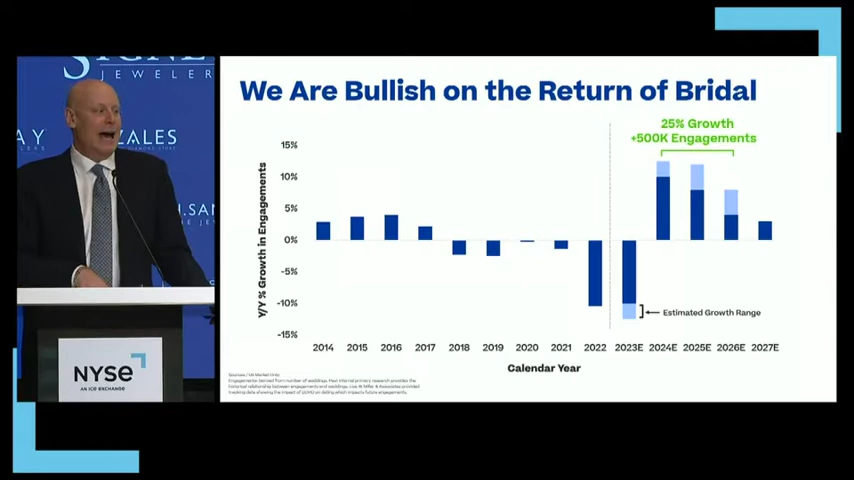 JEWELERS
ZALES
We Are Bullish on the Return of Bridal
25% Growth
+500K Engagements
Y/Y % Growth in Engagements
15%
10%
5%
0%
-5%
-10%
-15%
Estimated Growth Range
2014 2015 2016 2017 2018 2019 2020 2021 2022 2023E 2024E 2025E 2026E 2027E
Calendar Year
NYSE
AN ICE EXCHANGE